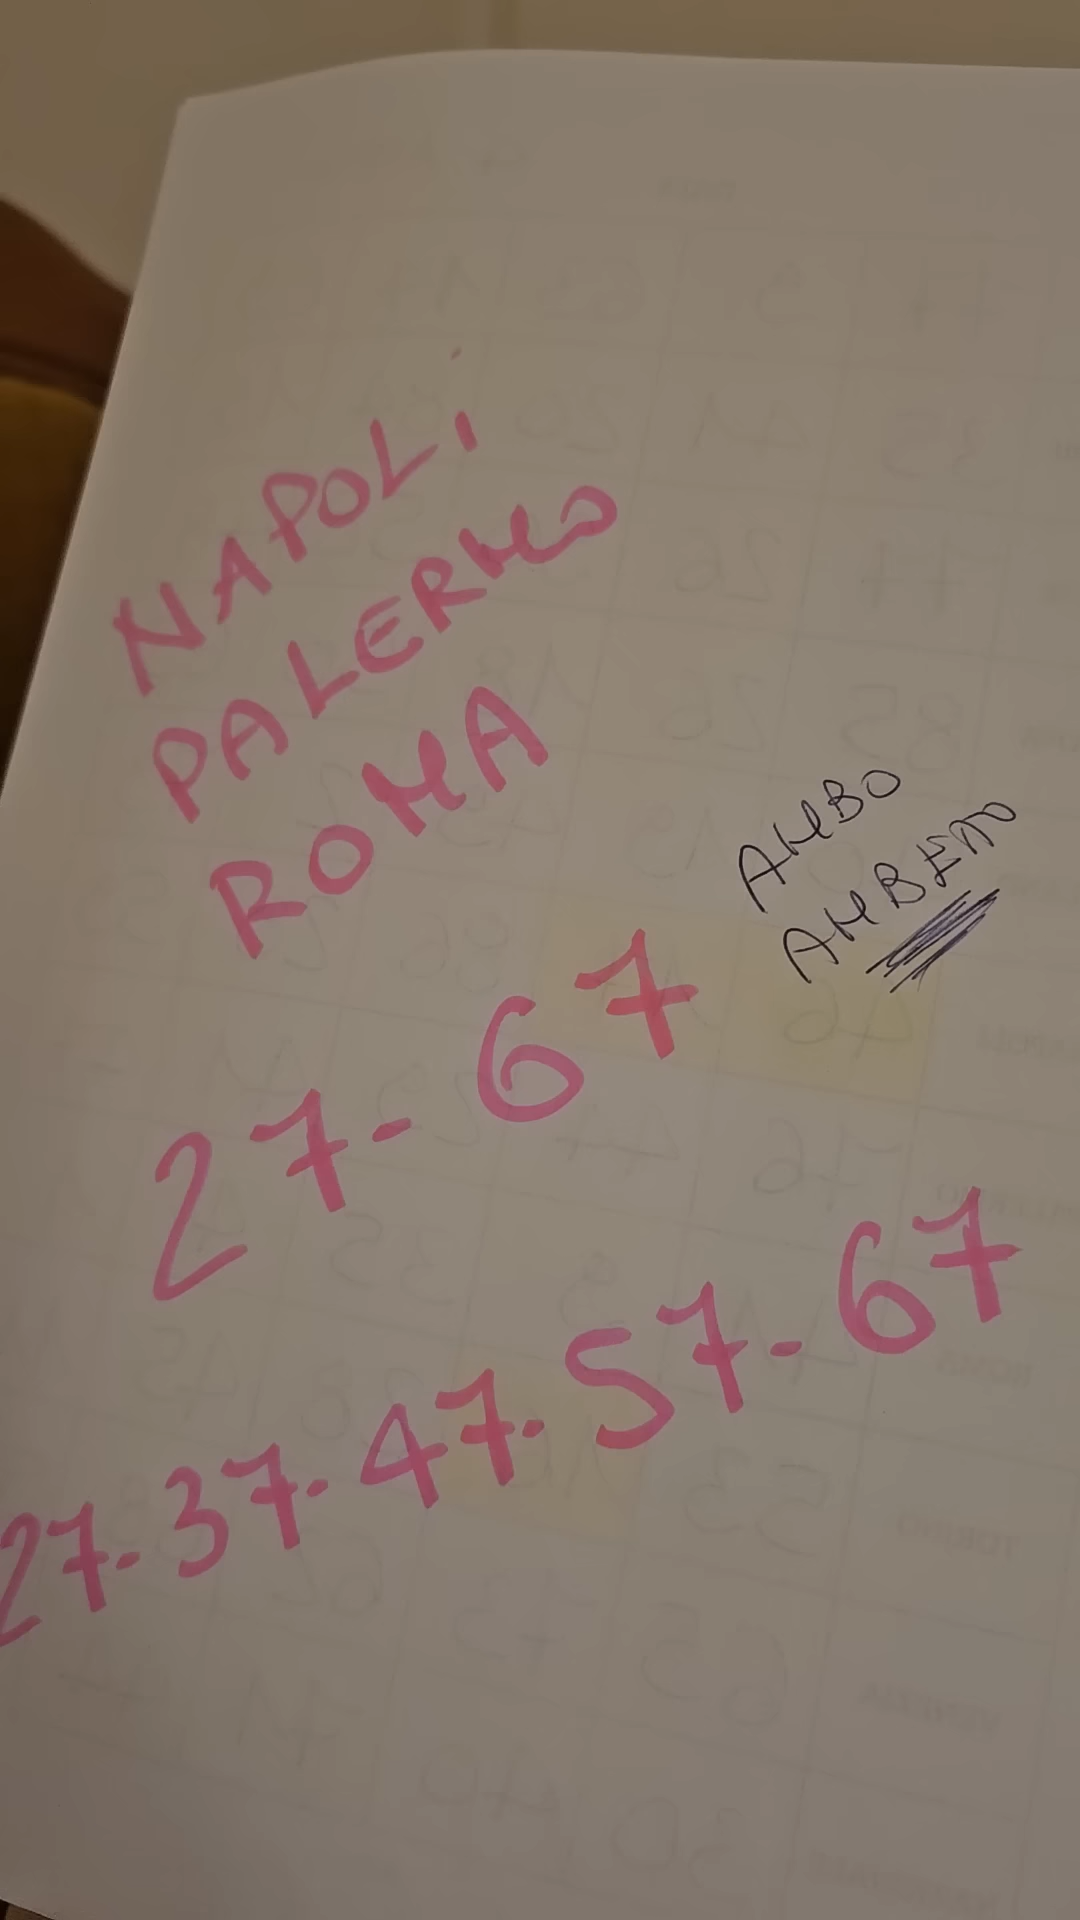 NAPOLi
PALERMO
ROMA
AMBO
AMBETTO
27-67
27-37-47-57-67